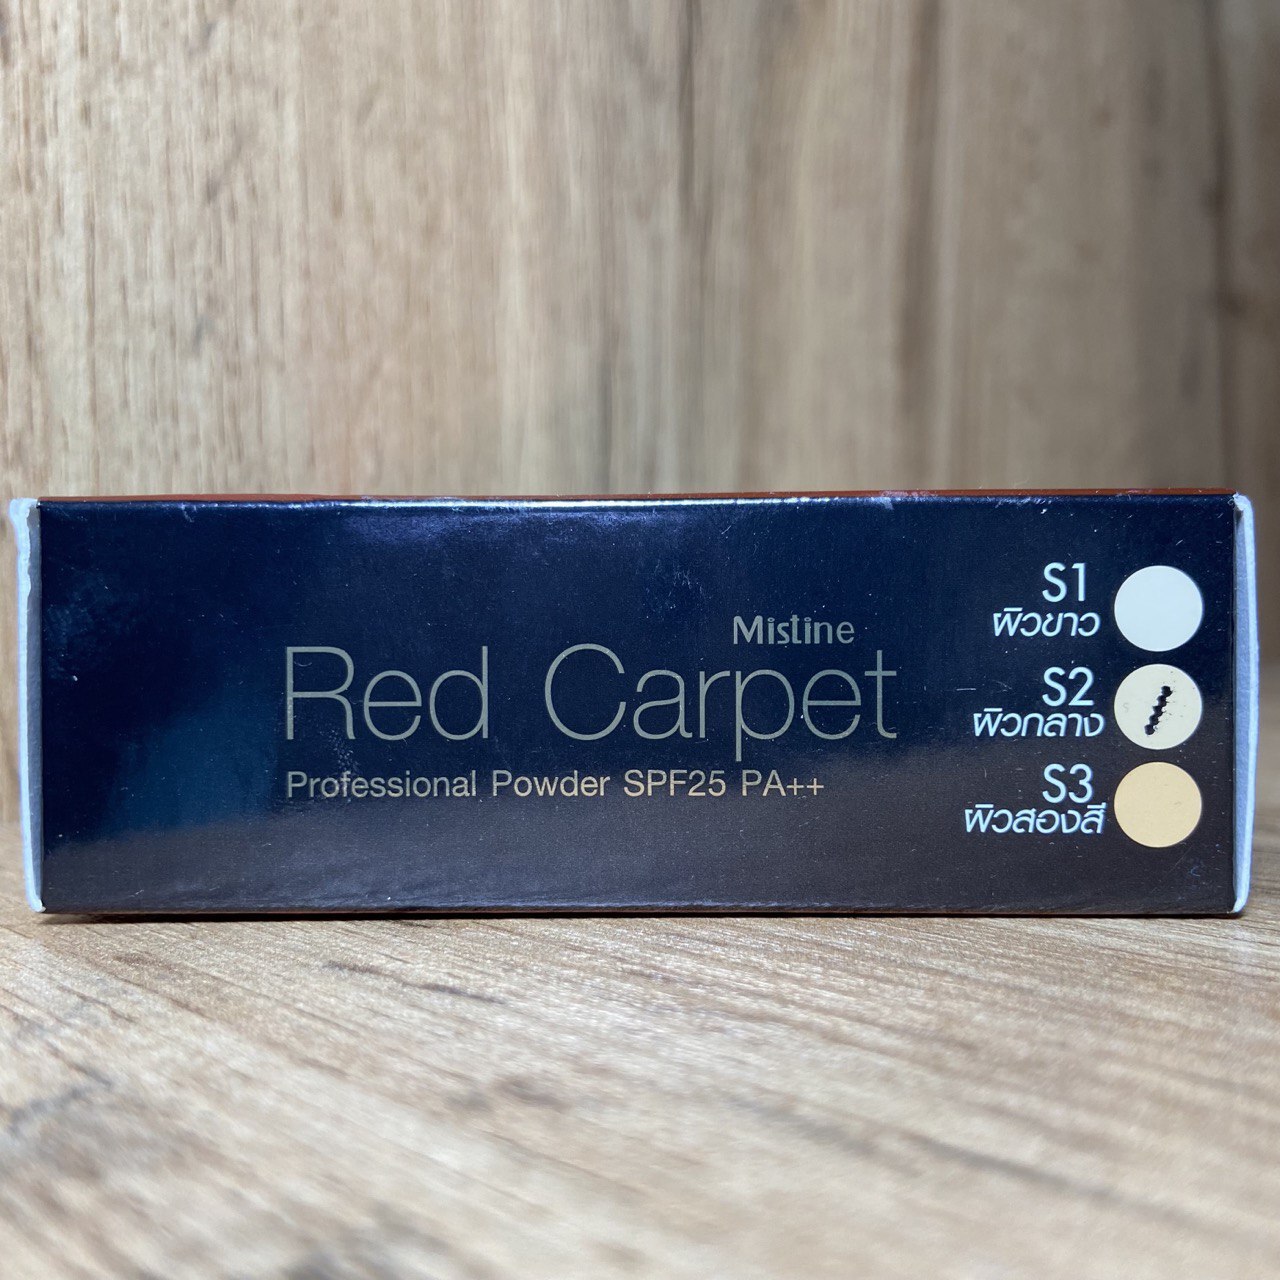 Mistine
Red Carpet
Professional Powder SPF25 PA++
S1
ผิวขาว
S2
ผิวกลาง
S3
ผิวสองสี